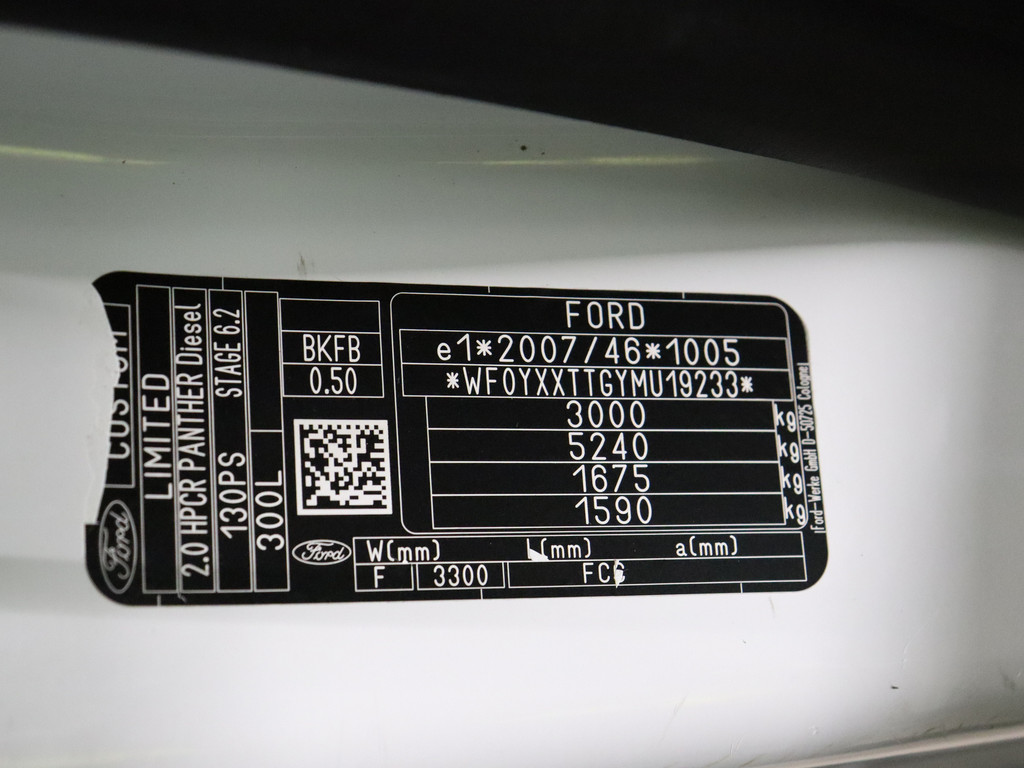 CUSTOM
LIMITED
2.0 HPCR PANTHER Diesel
130PS STAGE 6.2
300L
Ford
BKFB
0.50
Ford
FORD
e1*2007/46*1005
*WF0YXXTTGYMU19233*
3000 kg
5240 kg
1675 kg
1590 kg
Ford-Werke GmbH D-50725 Cologne
W(mm) L(mm) a(mm)
F 3300